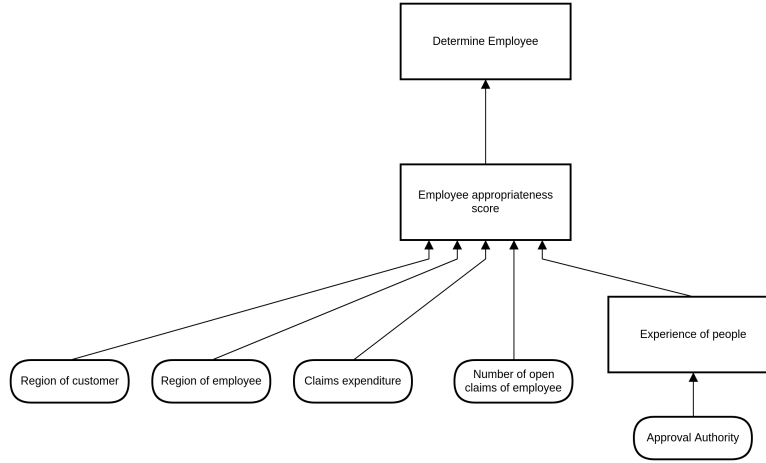 Determine Employee
Employee appropriateness
score
Experience of people
Region of customer
Region of employee
Claims expenditure
Number of open
claims of employee
Approval Authority